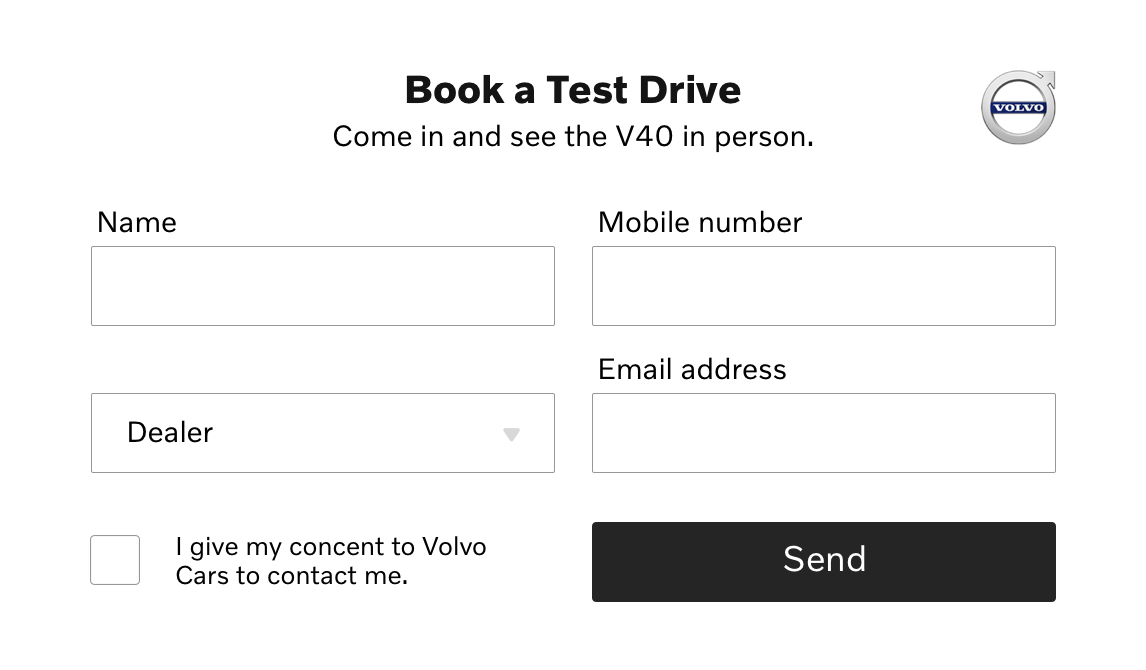 Book a Test Drive
Come in and see the V40 in person.
VOLVO
Name
Mobile number
Email address
Dealer
I give my concent to Volvo
Cars to contact me.
Send